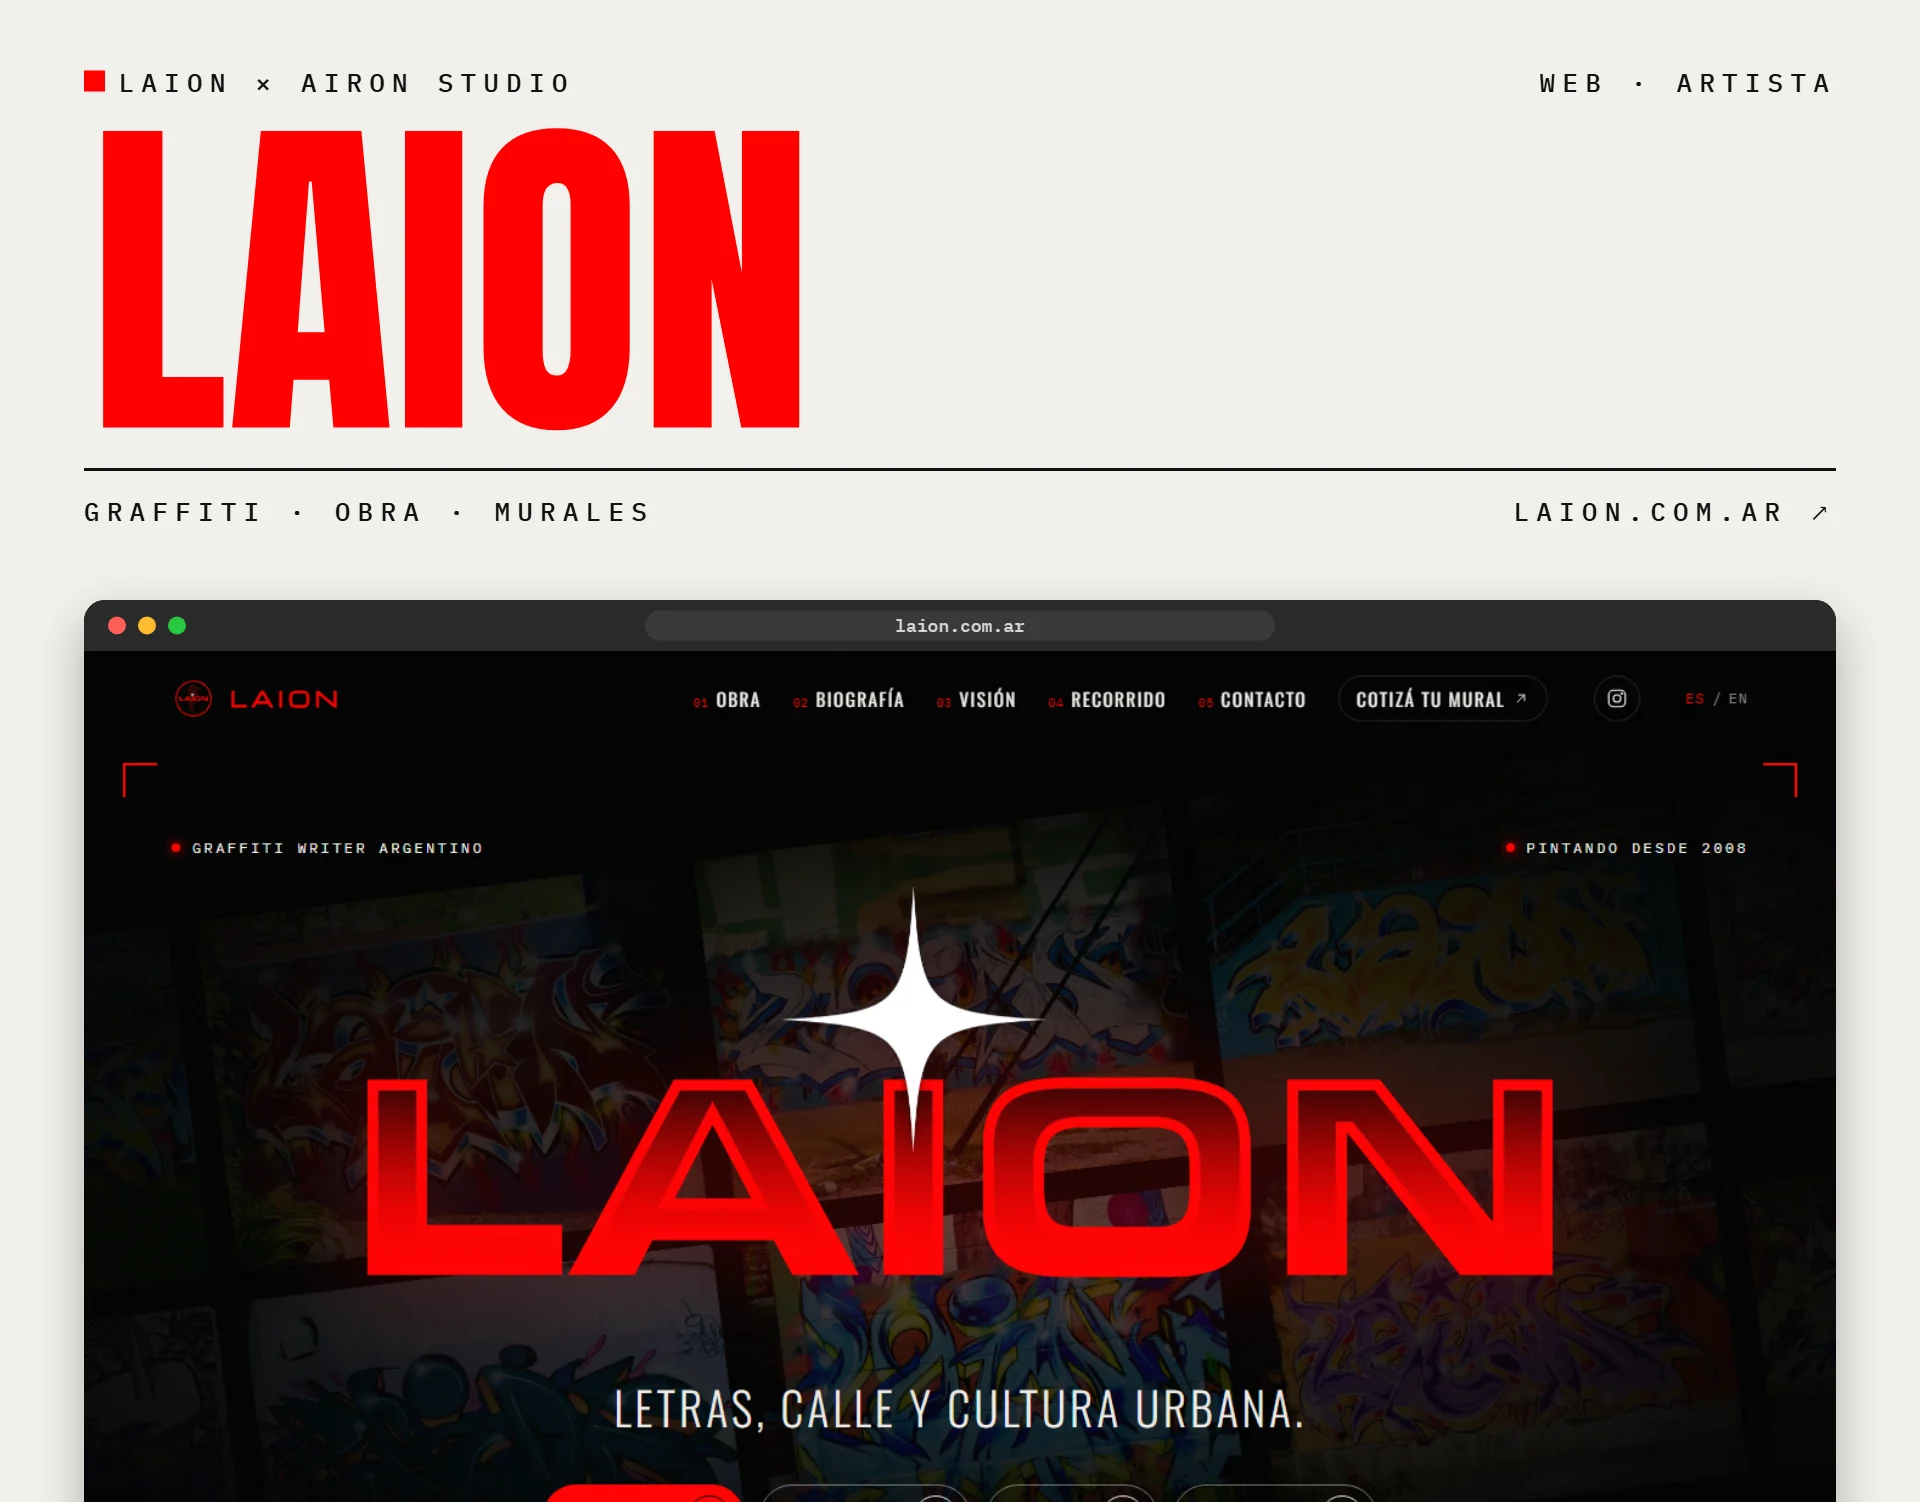 LAION × AIRON STUDIO
WEB · ARTISTA
LAION
GRAFFITI · OBRA · MURALES
LAION.COM.AR ↗
laion.com.ar
LAION
LAION
01 OBRA
02 BIOGRAFÍA
03 VISIÓN
04 RECORRIDO
05 CONTACTO
COTIZÁ TU MURAL ↗
ES / EN
GRAFFITI WRITER ARGENTINO
PINTANDO DESDE 2008
LAION
LETRAS, CALLE Y CULTURA URBANA.